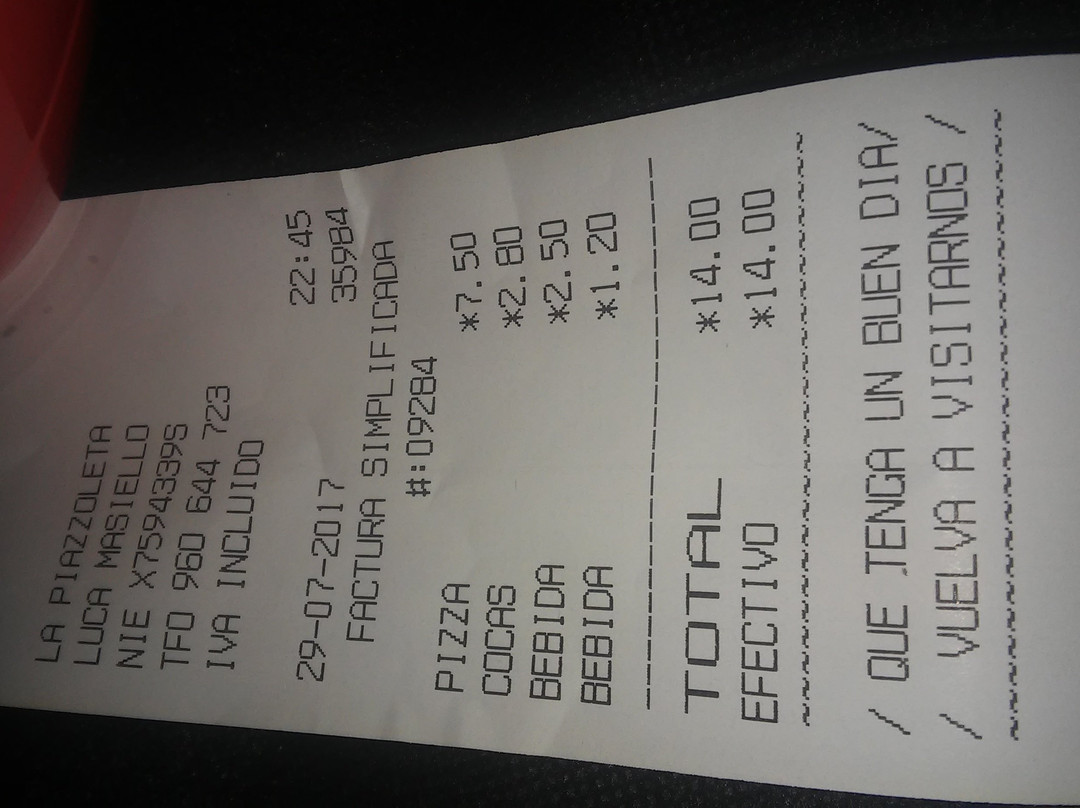 LA PIAZZOLETA
LUCA MASIELLO
NIE X7594339S
TFO 960 644 723
IVA INCLUIDO
29-07-2017 22:45
35984
FACTURA SIMPLIFICADA
#:09284
PIZZA *7.50
COCAS *2.80
BEBIDA *2.50
BEBIDA *1.20
TOTAL *14.00
EFECTIVO *14.00
/ QUE TENGA UN BUEN DIA/
/ VUELVA A VISITARNOS /